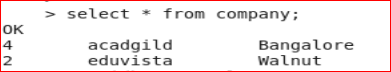 > select * from company;
OK
4 acadgild Bangalore
2 eduvista Walnut